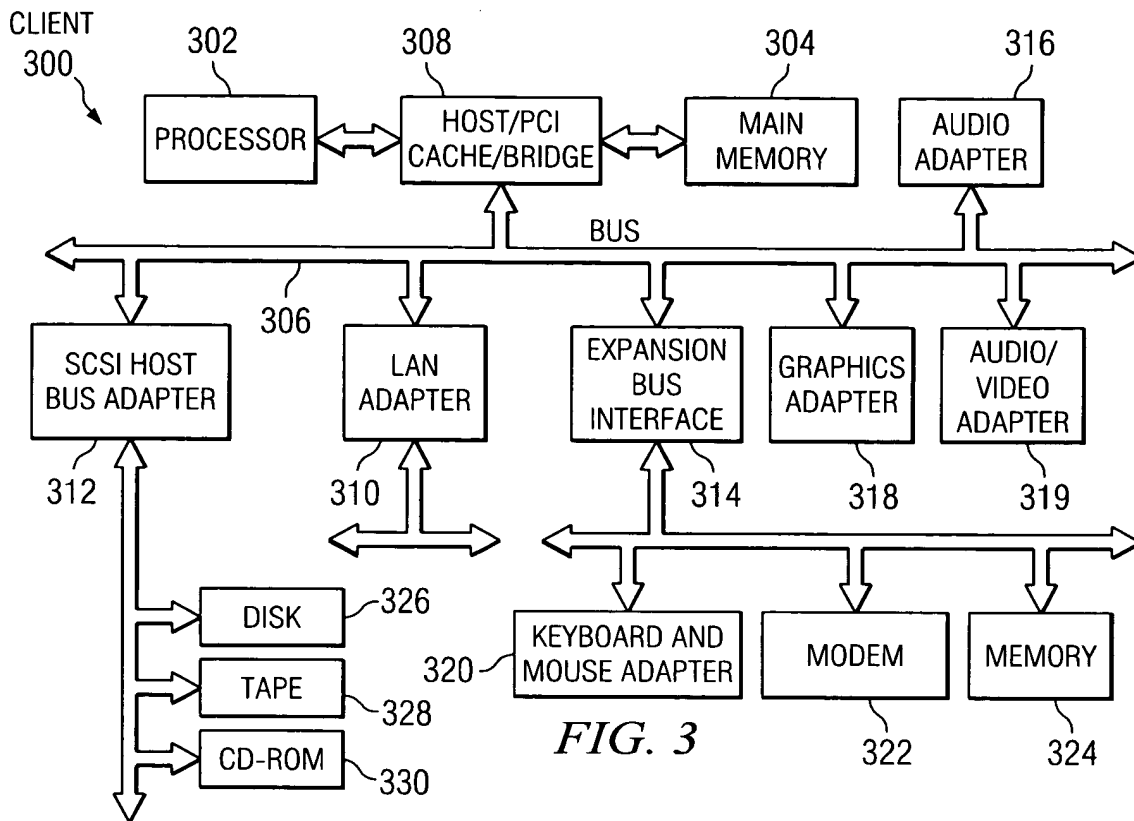 CLIENT
300
302
308
304
316
PROCESSOR
HOST/PCI
CACHE/BRIDGE
MAIN
MEMORY
AUDIO
ADAPTER
BUS
306
SCSI HOST
BUS ADAPTER
LAN
ADAPTER
EXPANSION
BUS
INTERFACE
GRAPHICS
ADAPTER
AUDIO/
VIDEO
ADAPTER
312
310
314
318
319
DISK
326
TAPE
328
CD-ROM
330
320
KEYBOARD AND
MOUSE ADAPTER
MODEM
MEMORY
322
324
FIG. 3